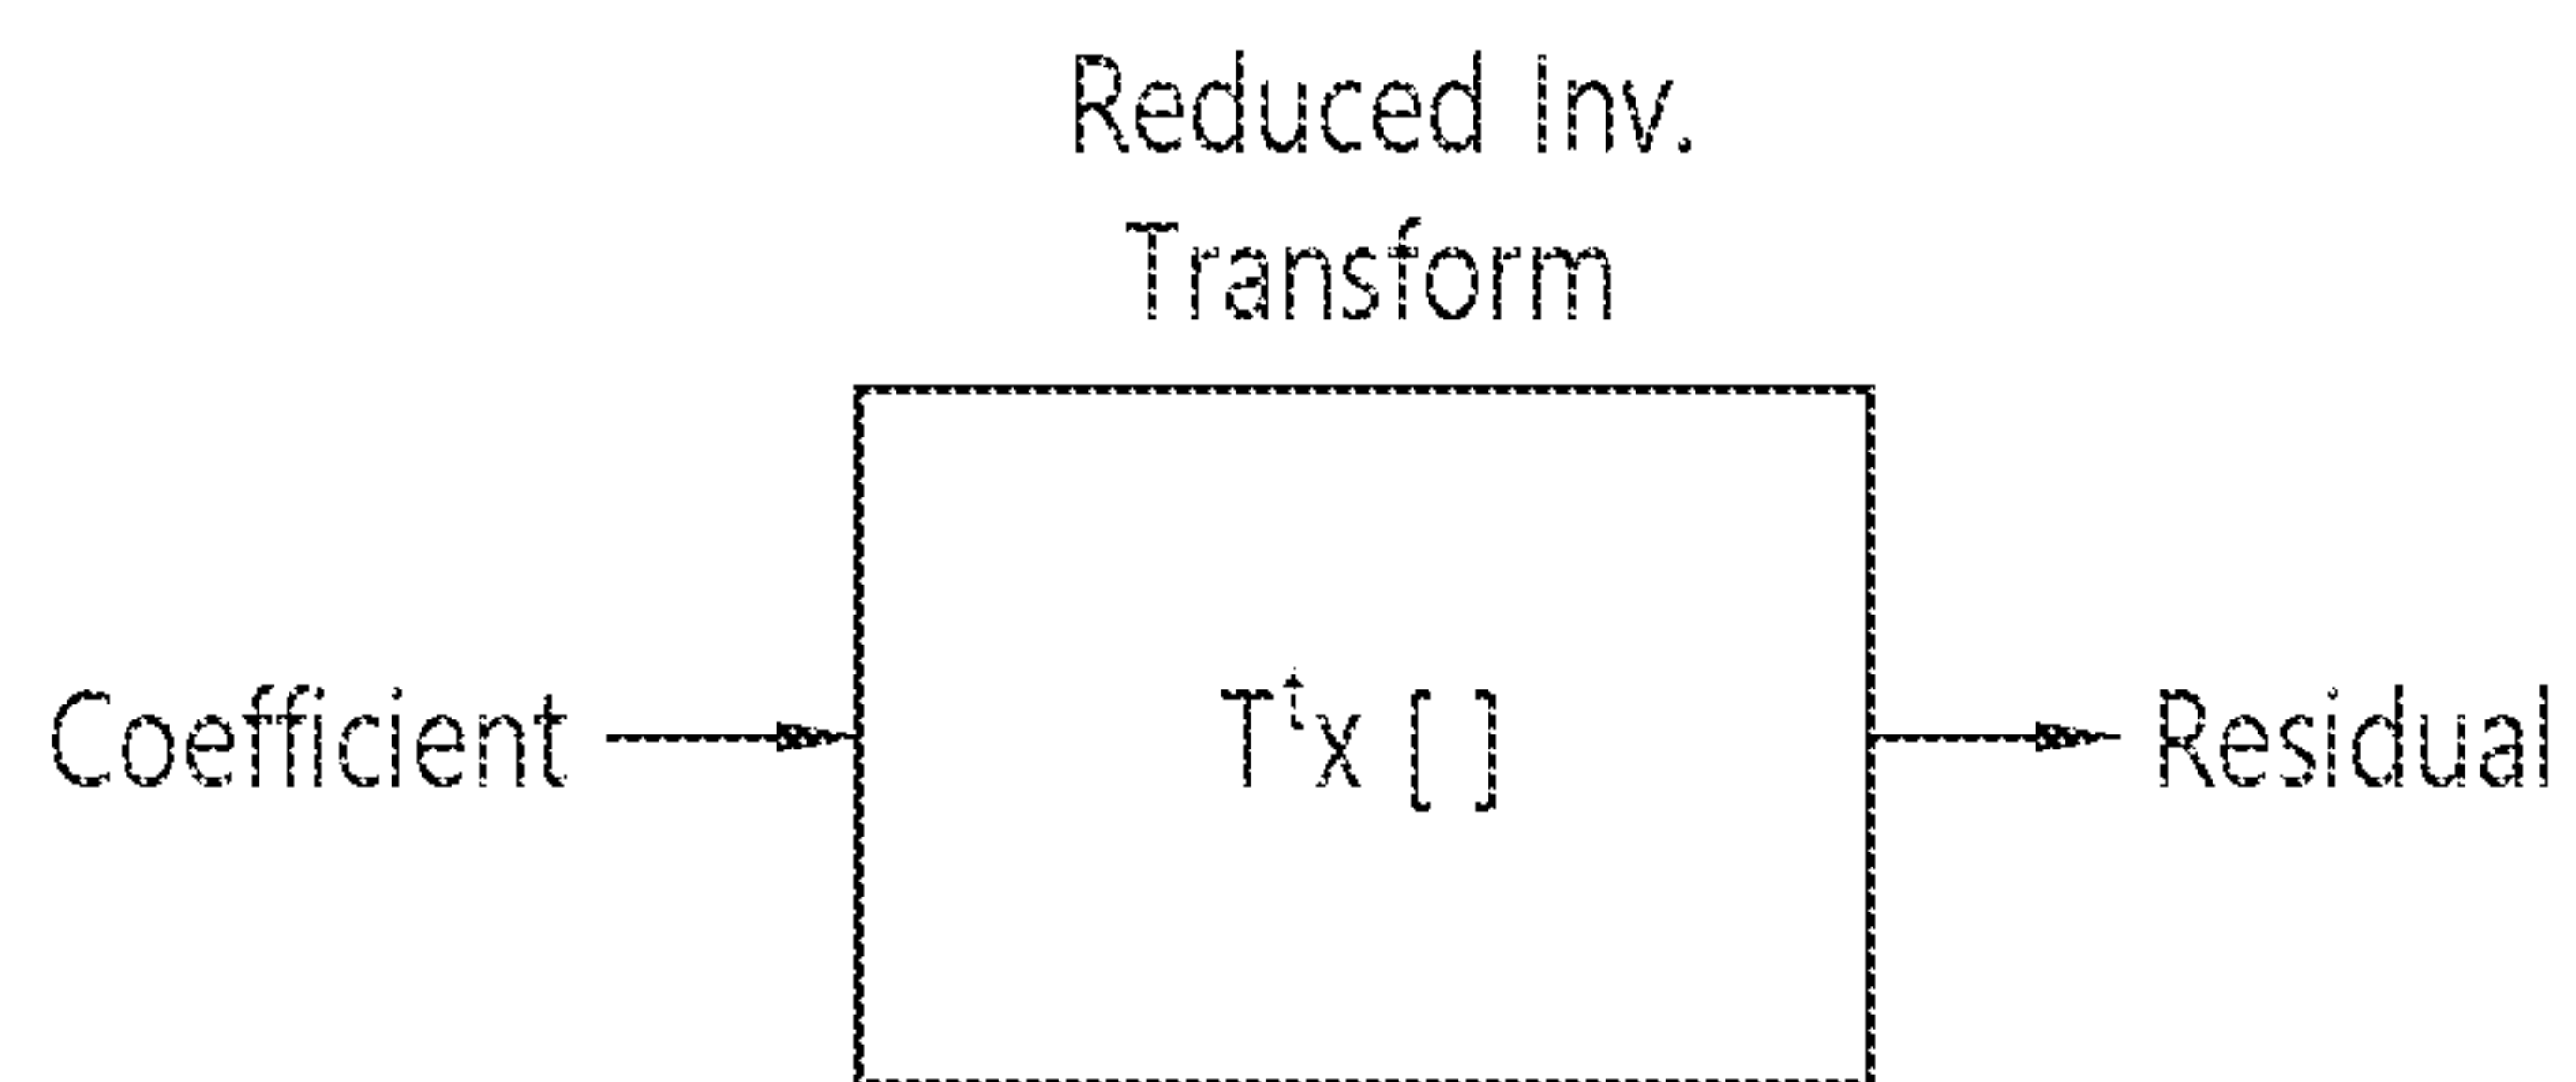 Reduced Inv.
Transform
Coefficient
Tᵗx [ ]
Residual